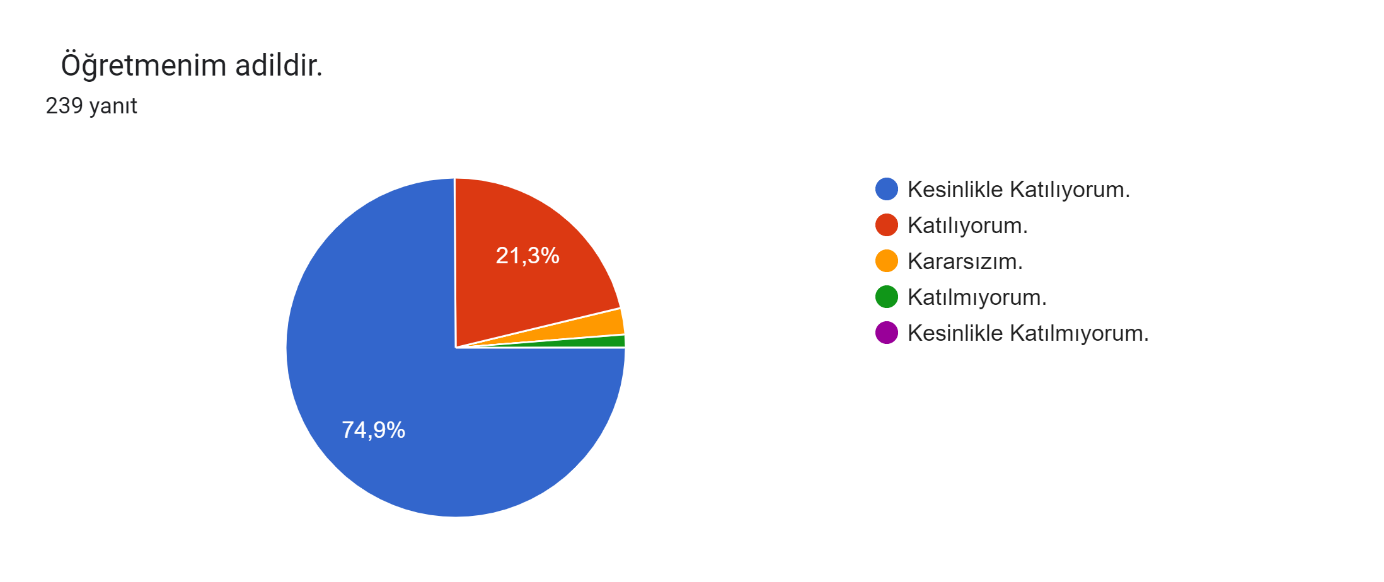 Öğretmenim adildir.
239 yanıt
21,3%
74,9%
Kesinlikle Katılıyorum.
Katılıyorum.
Kararsızım.
Katılmıyorum.
Kesinlikle Katılmıyorum.